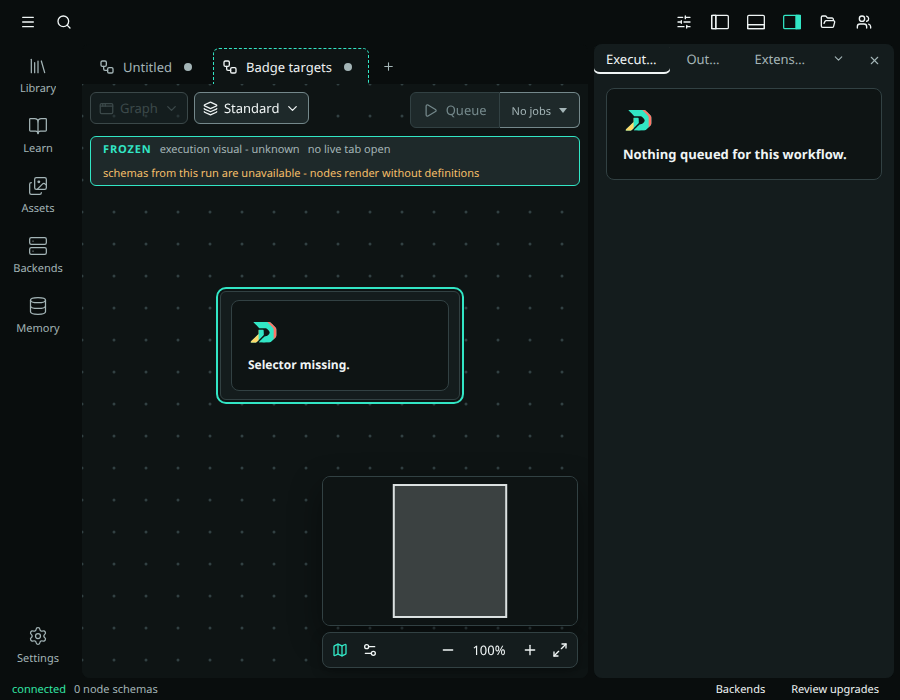 Untitled
Badge targets
Execut...
Out...
Extens...
Library
Learn
Assets
Backends
Memory
Settings
Graph
Standard
Queue
No jobs
FROZEN execution visual - unknown no live tab open
schemas from this run are unavailable - nodes render without definitions
Nothing queued for this workflow.
Selector missing.
100%
connected 0 node schemas
Backends
Review upgrades